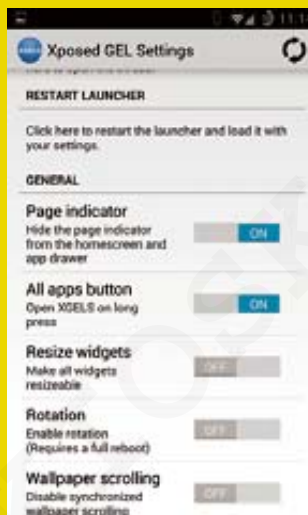 11:1
Xposed GEL Settings
RESTART LAUNCHER
Click here to restart the launcher and load it with
your settings.
GENERAL
Page indicator
Hide the page indicator
from the homescreen and
app drawer
ON
All apps button
Open XGELS on long
press
ON
Resize widgets
Make all widgets
resizeable
OFF
Rotation
Enable rotation
(Requires a full reboot)
OFF
Wallpaper scrolling
Disable synchronized
wallpaper scrolling
OFF